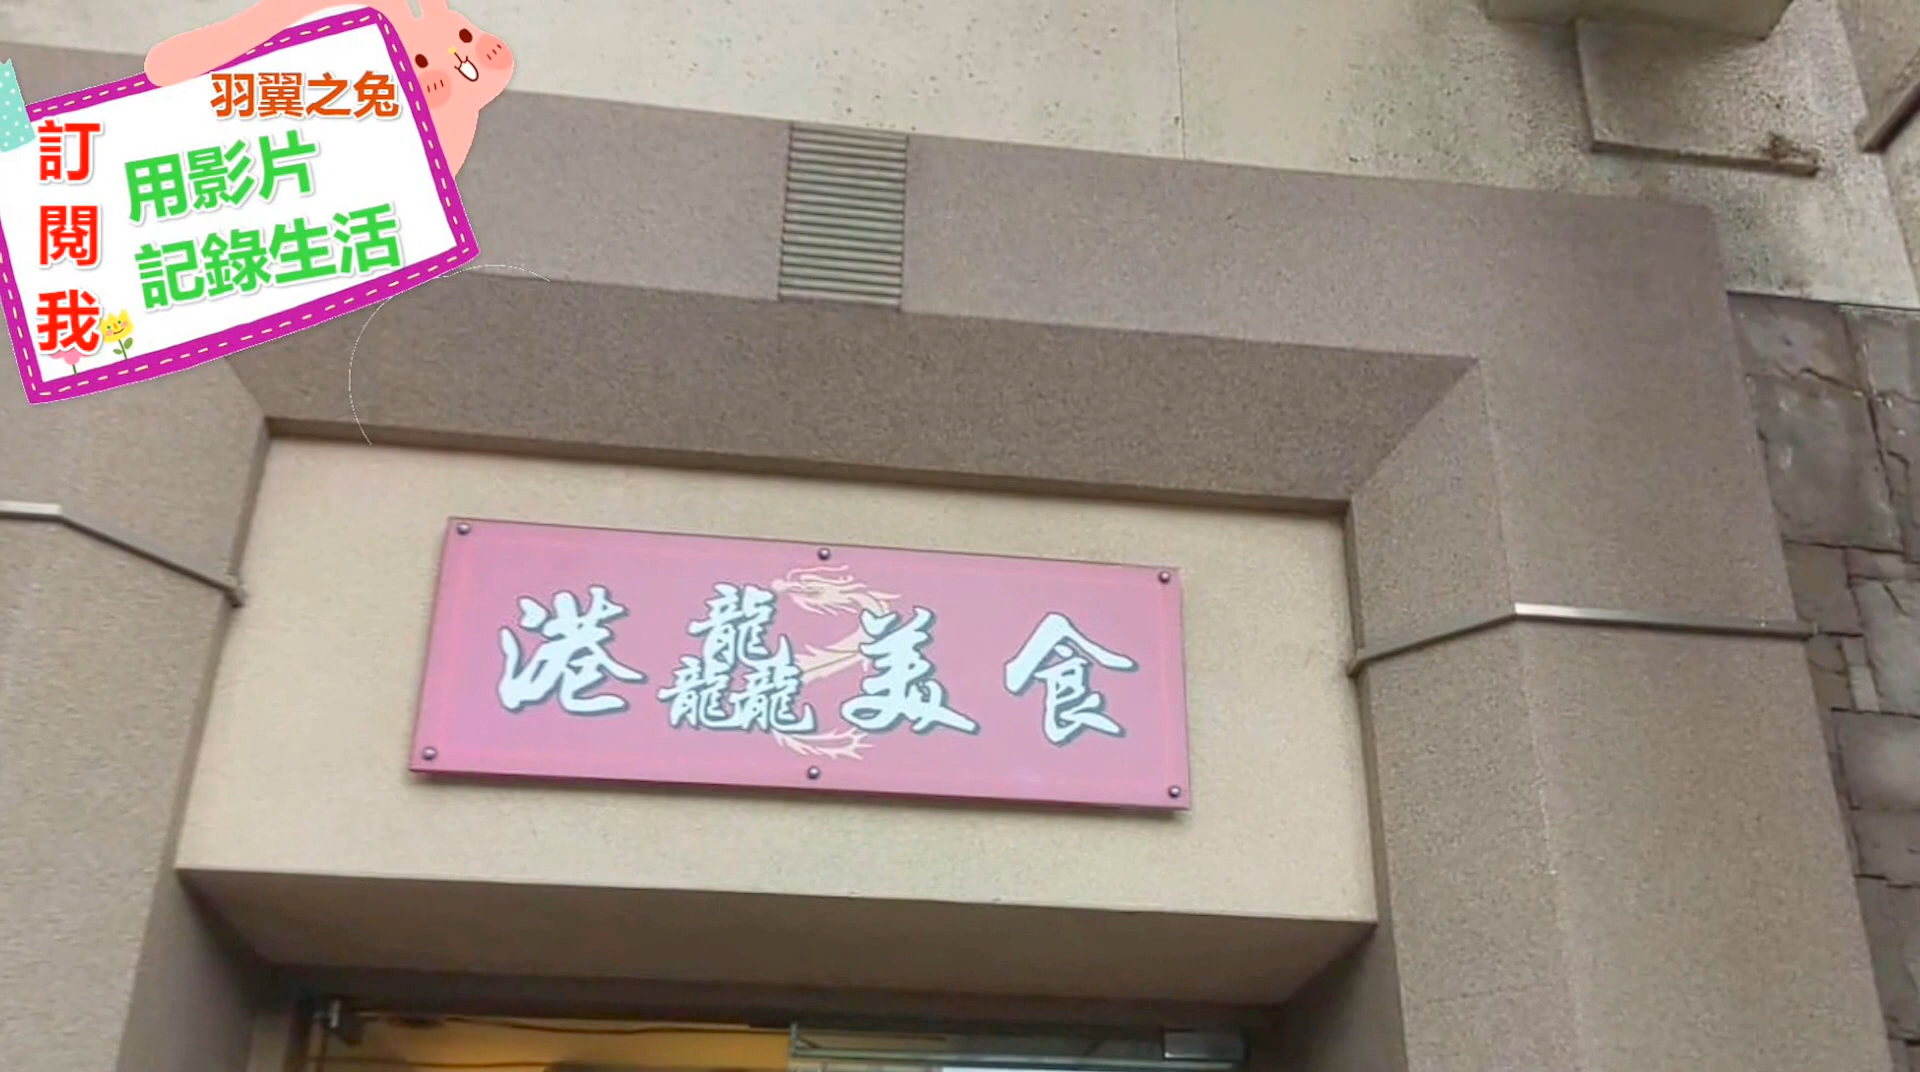 羽翼之兔
訂閱我
用影片
記錄生活
港龘美食